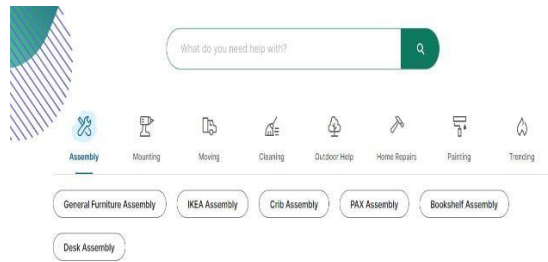 What do you need help with?
Assembly Mounting Moving Cleaning Outdoor Help Home Repairs Painting Trending
General Furniture Assembly IKEA Assembly Crib Assembly PAX Assembly Bookshelf Assembly
Desk Assembly